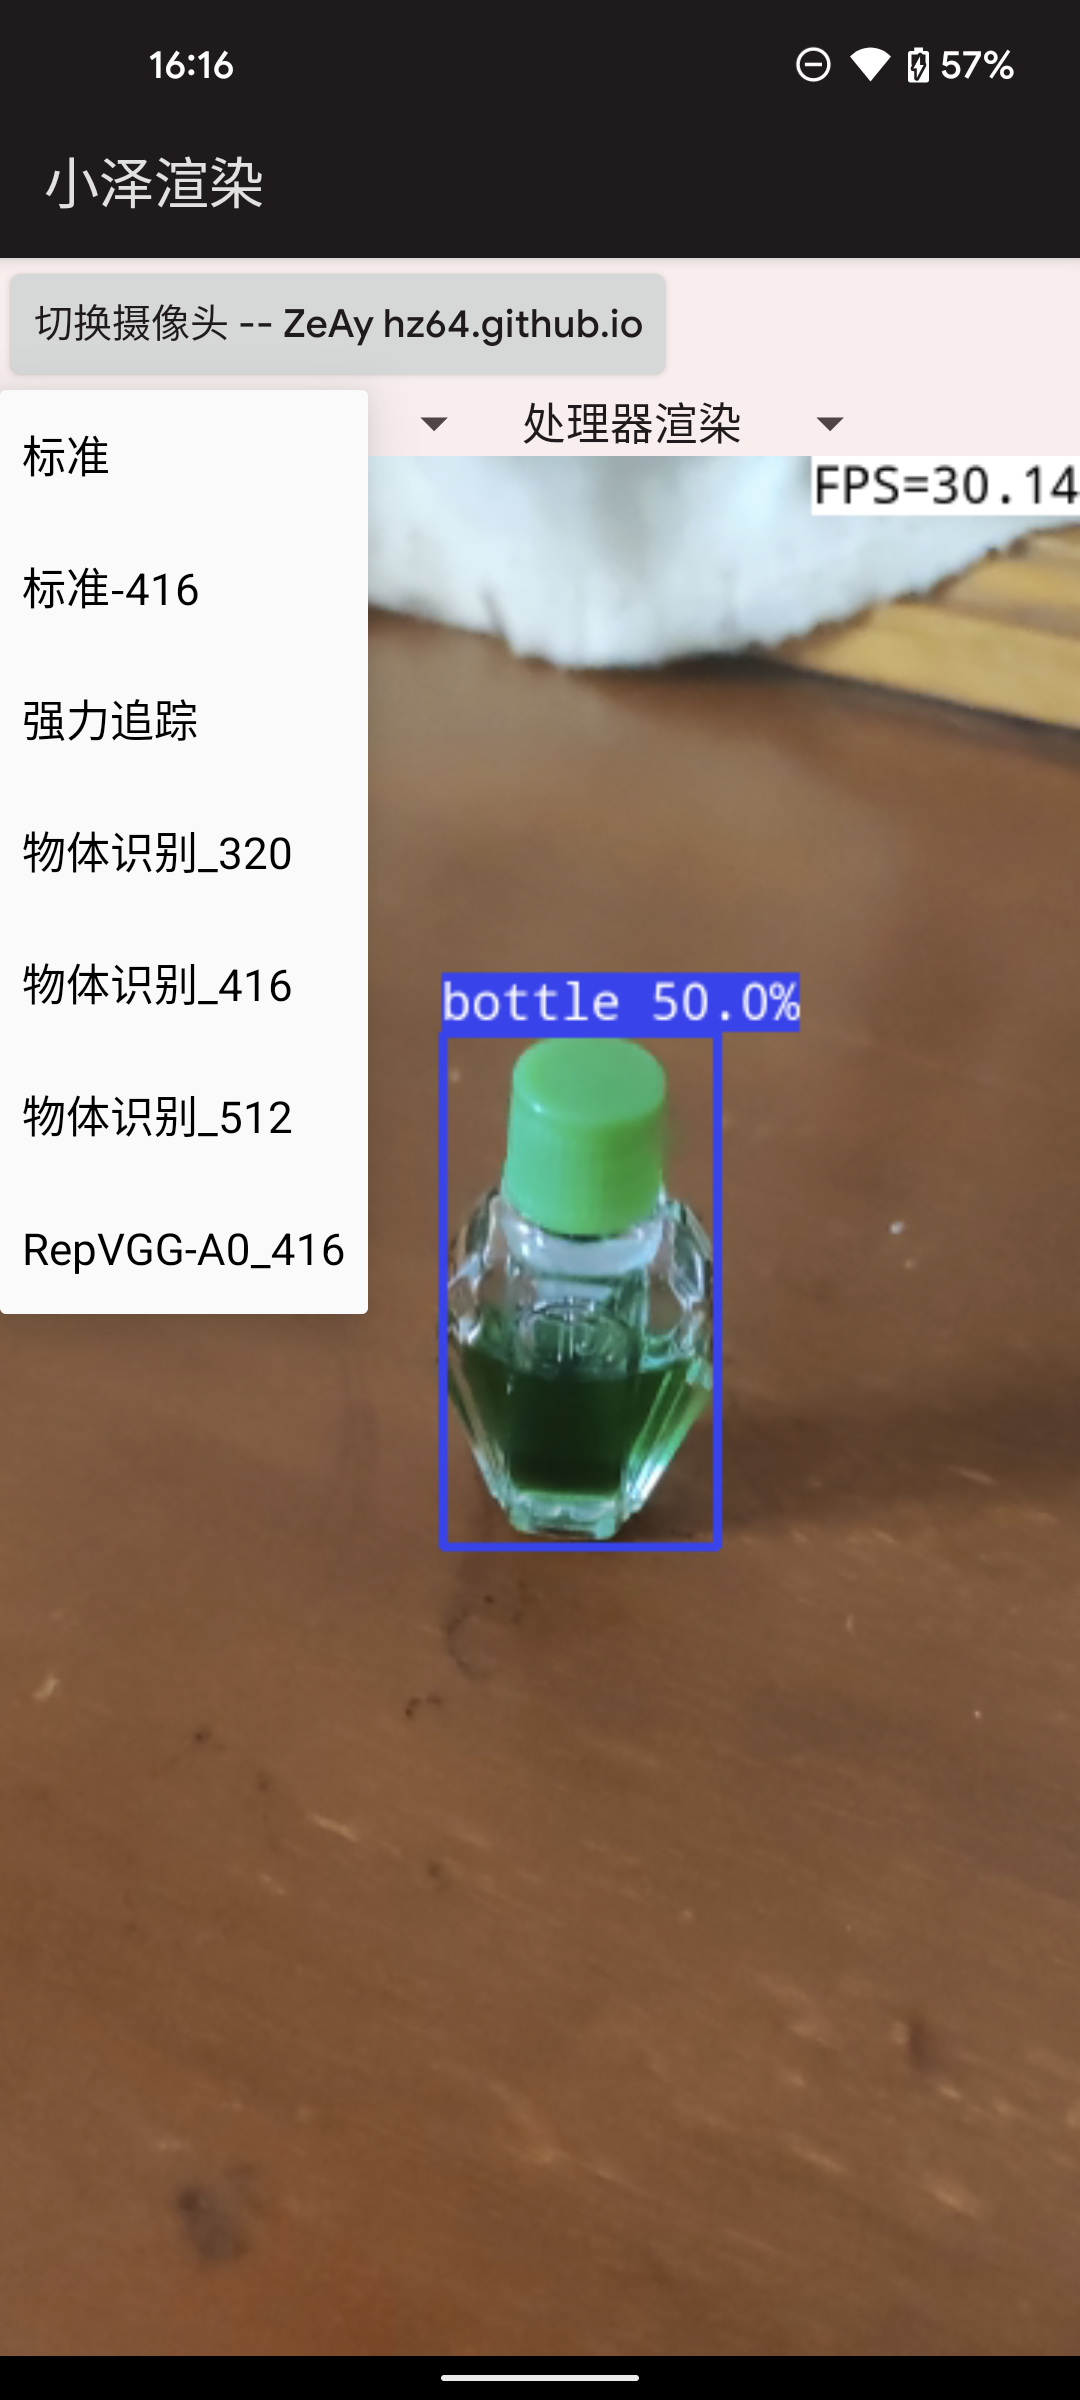 16:16
57%
小泽渲染
切换摄像头 -- ZeAy hz64.github.io
处理器渲染
FPS=30.14
标准
标准-416
强力追踪
物体识别_320
物体识别_416
物体识别_512
RepVGG-A0_416
bottle 50.0%